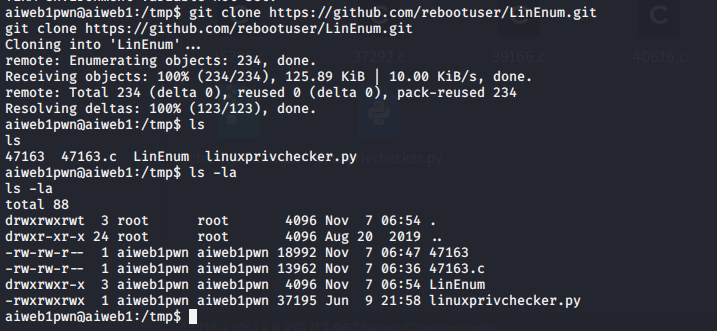 aiweb1pwn@aiweb1:/tmp$ git clone https://github.com/rebootuser/LinEnum.git
git clone https://github.com/rebootuser/LinEnum.git
37292.c 39166.c 40616.c
Cloning into 'LinEnum'...
remote: Enumerating objects: 234, done.
Receiving objects: 100% (234/234), 125.89 KiB | 10.00 KiB/s, done.
remote: Total 234 (delta 0), reused 0 (delta 0), pack-reused 234
Resolving deltas: 100% (123/123), done.
aiweb1pwn@aiweb1:/tmp$ ls
ls
47163  47163.c  LinEnum  linuxprivchecker.py
aiweb1pwn@aiweb1:/tmp$ ls -la
ls -la
total 88
drwxrwxrwt  3 root      root       4096 Nov  7 06:54 .
drwxr-xr-x 24 root      root       4096 Aug 20  2019 ..
-rw-rw-r--  1 aiweb1pwn aiweb1pwn 18992 Nov  7 06:47 47163
-rw-rw-r--  1 aiweb1pwn aiweb1pwn 13962 Nov  7 06:36 47163.c
drwxrwxr-x  3 aiweb1pwn aiweb1pwn  4096 Nov  7 06:54 LinEnum
-rwxrwxrwx  1 aiweb1pwn aiweb1pwn 37195 Jun  9 21:58 linuxprivchecker.py
aiweb1pwn@aiweb1:/tmp$